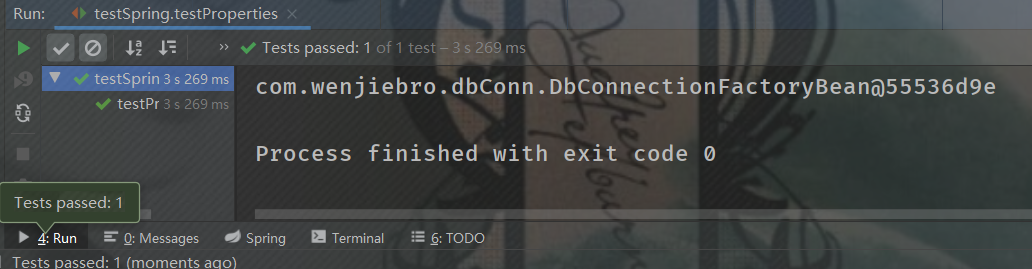 Run: testSpring.testProperties ×
» Tests passed: 1 of 1 test – 3 s 269 ms
testSprin 3 s 269 ms
testPr 3 s 269 ms
com.wenjiebro.dbConn.DbConnectionFactoryBean@55536d9e
Process finished with exit code 0
Tests passed: 1
4: Run 0: Messages Spring Terminal 6: TODO
Tests passed: 1 (moments ago)